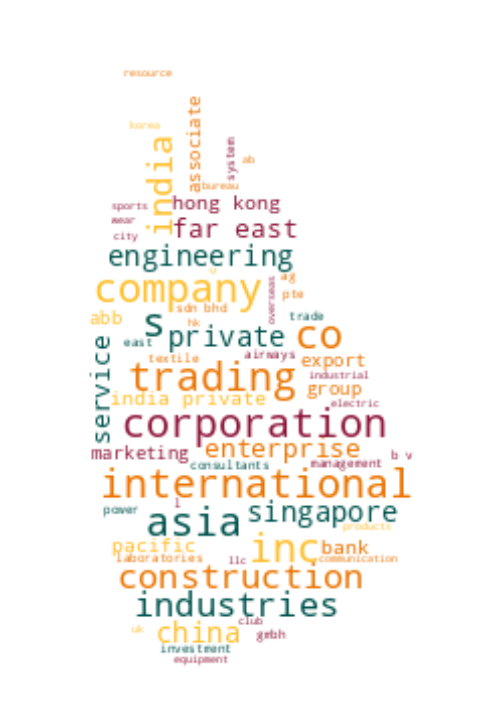 resource
korea
associate
india
system
ab
bureau
sports
hong kong
wear
far east
city
engineering
u
company
ag
overseas
pte
sdn bhd
abb
s
trade
hk
co
private
east
service
textile
airways
export
trading
industrial
group
india private
electric
corporation
enterprise
marketing
b v
consultants
management
international
l
power
singapore
asia
products
inc
pacific
bank
laboratories
llc
communication
construction
industries
club
uk
china
gmbh
investment
equipment